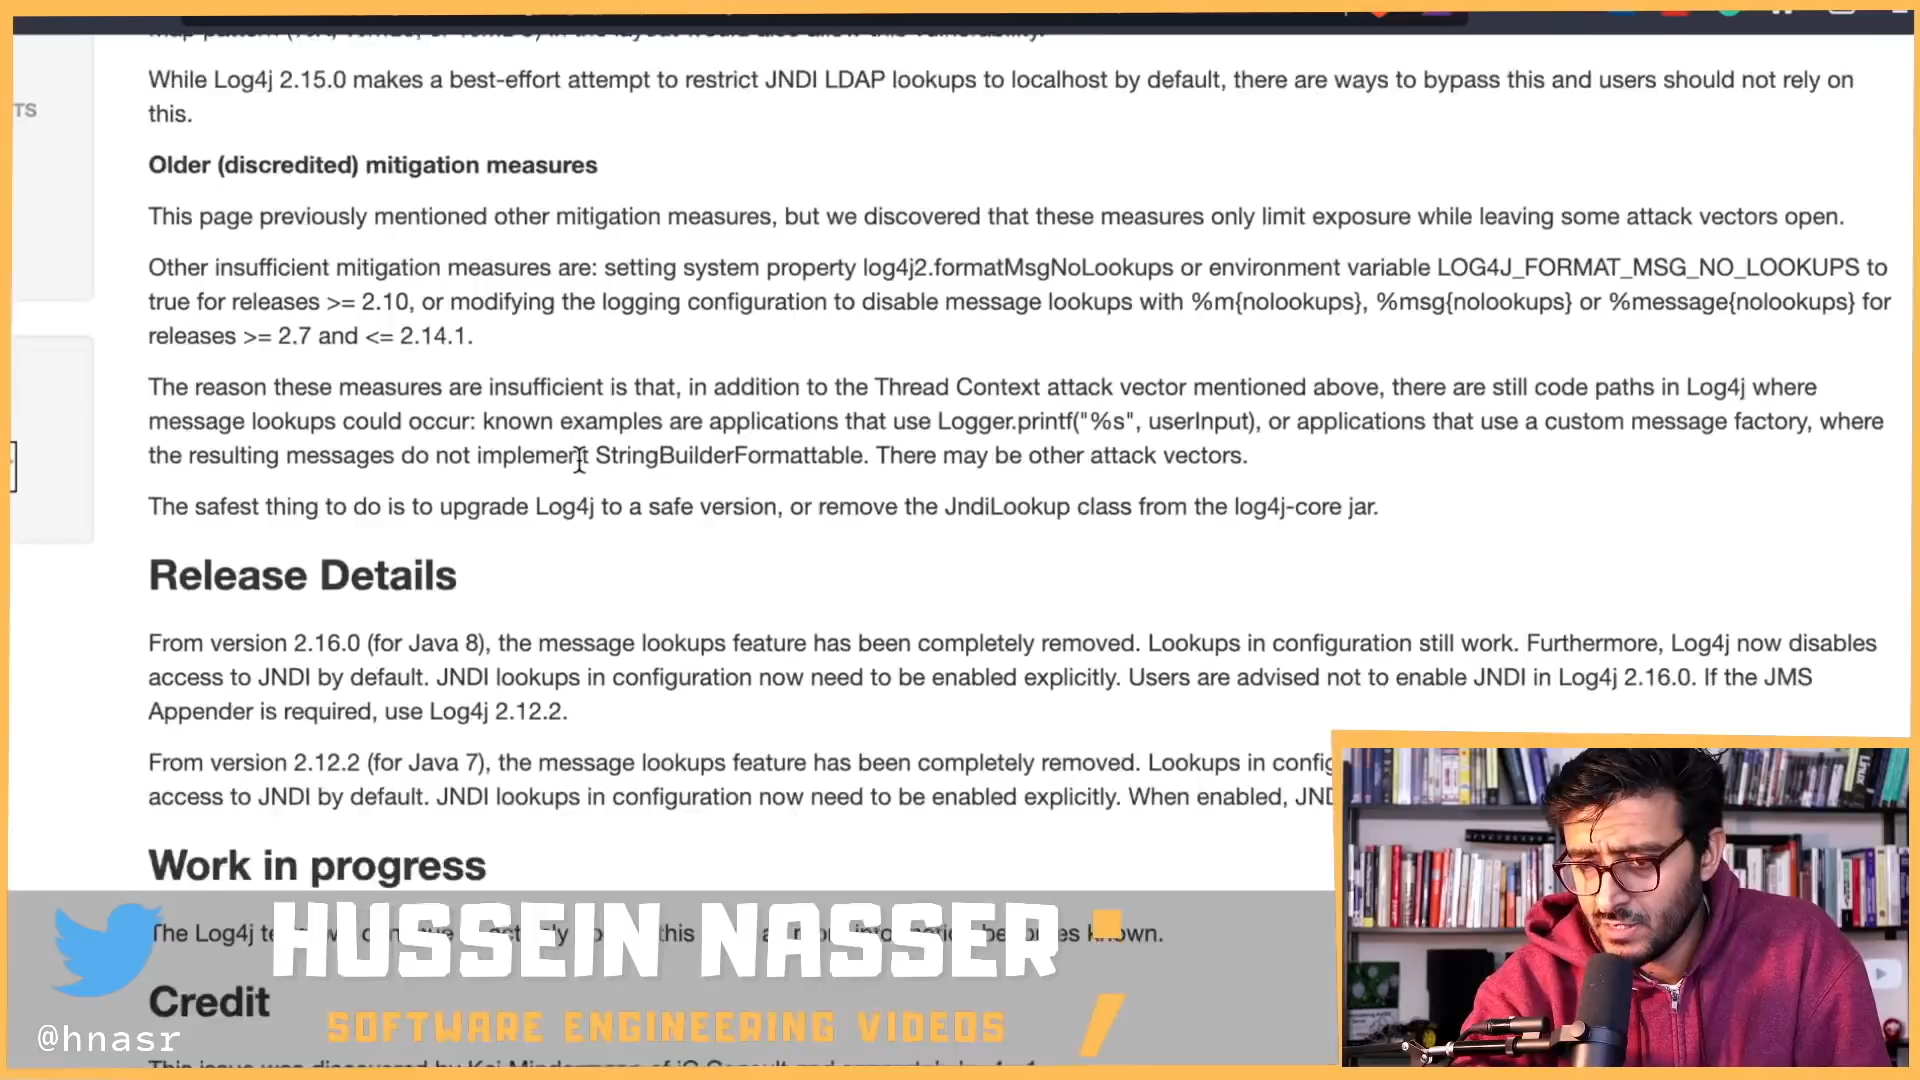 TS
While Log4j 2.15.0 makes a best-effort attempt to restrict JNDI LDAP lookups to localhost by default, there are ways to bypass this and users should not rely on
this.
Older (discredited) mitigation measures
This page previously mentioned other mitigation measures, but we discovered that these measures only limit exposure while leaving some attack vectors open.
Other insufficient mitigation measures are: setting system property log4j2.formatMsgNoLookups or environment variable LOG4J_FORMAT_MSG_NO_LOOKUPS to
true for releases >= 2.10, or modifying the logging configuration to disable message lookups with %m{nolookups}, %msg{nolookups} or %message{nolookups} for
releases >= 2.7 and <= 2.14.1.
The reason these measures are insufficient is that, in addition to the Thread Context attack vector mentioned above, there are still code paths in Log4j where
message lookups could occur: known examples are applications that use Logger.printf("%s", userInput), or applications that use a custom message factory, where
the resulting messages do not implement StringBuilderFormattable. There may be other attack vectors.
The safest thing to do is to upgrade Log4j to a safe version, or remove the JndiLookup class from the log4j-core jar.
Release Details
From version 2.16.0 (for Java 8), the message lookups feature has been completely removed. Lookups in configuration still work. Furthermore, Log4j now disables
access to JNDI by default. JNDI lookups in configuration now need to be enabled explicitly. Users are advised not to enable JNDI in Log4j 2.16.0. If the JMS
Appender is required, use Log4j 2.12.2.
From version 2.12.2 (for Java 7), the message lookups feature has been completely removed. Lookups in config
access to JNDI by default. JNDI lookups in configuration now need to be enabled explicitly. When enabled, JND
Work in progress
The Log4j this known.
HUSSEIN NASSER
Credit
SOFTWARE ENGINEERING VIDEOS
@hnasr
Linux